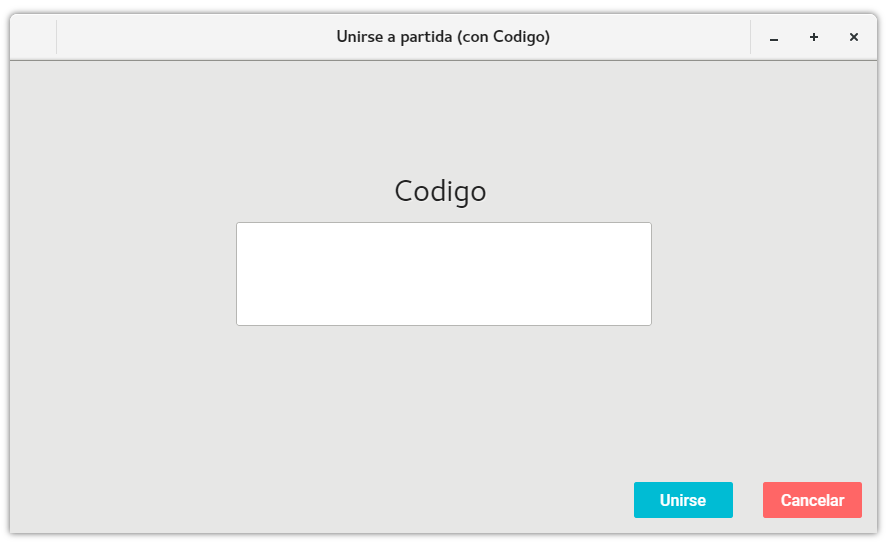 Unirse a partida (con Codigo)
Codigo
Unirse
Cancelar